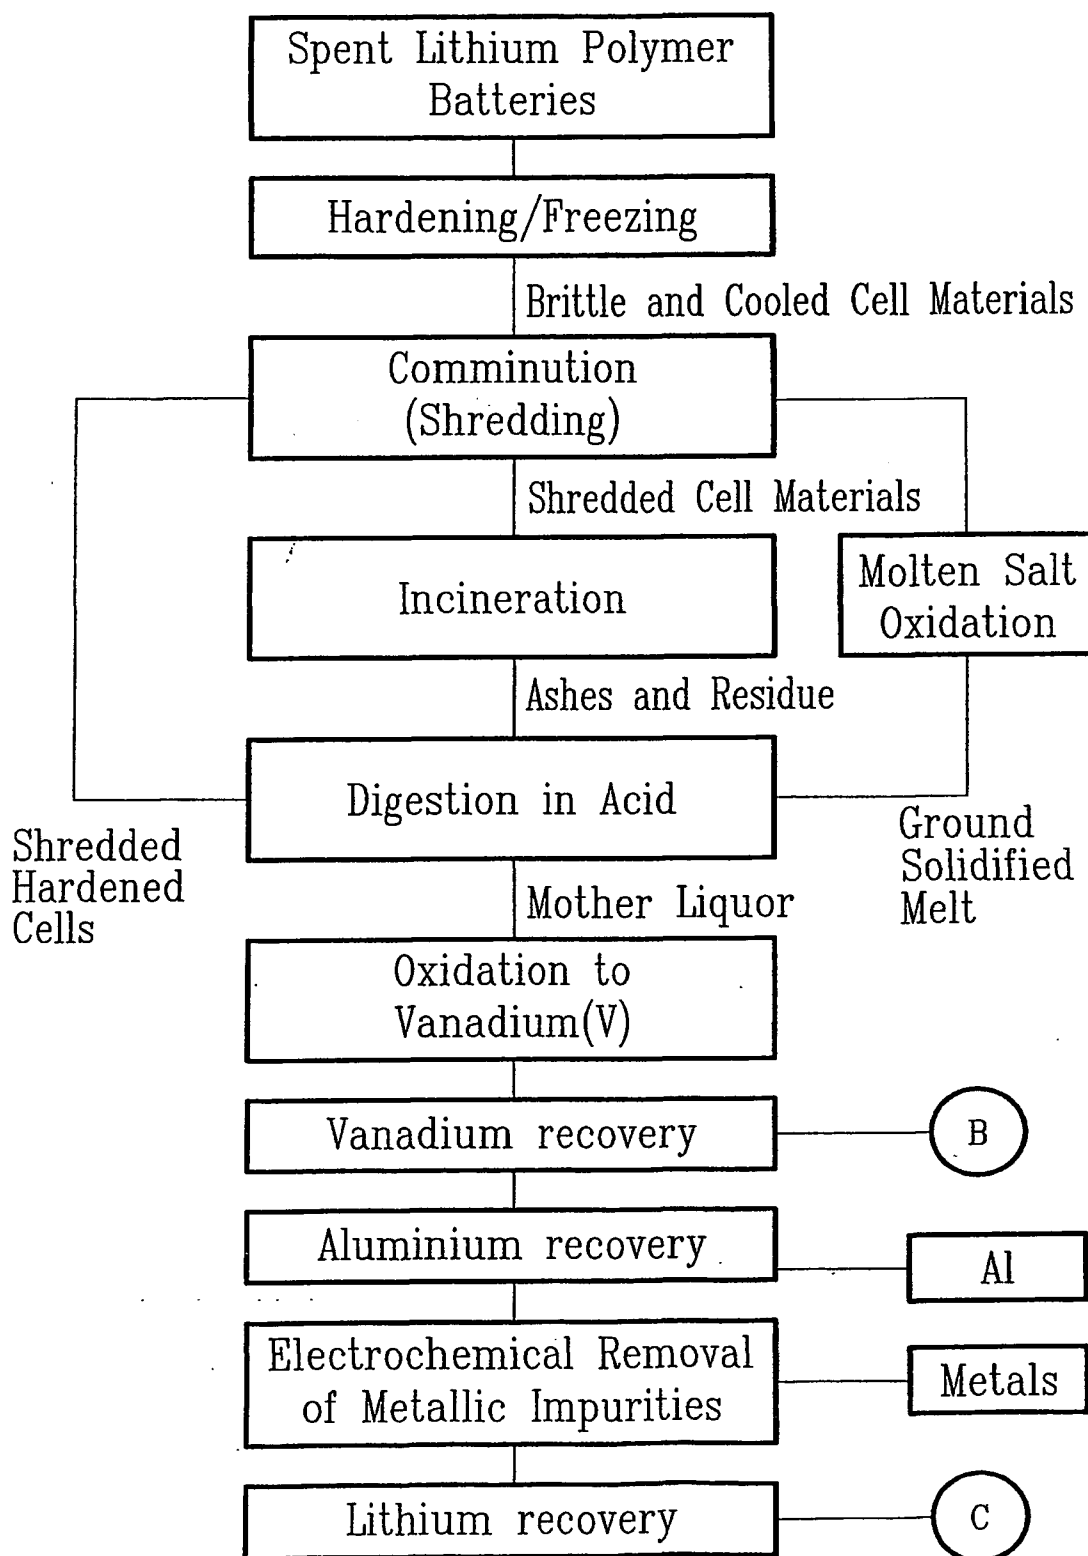 Spent Lithium Polymer
Batteries
Hardening/Freezing
Brittle and Cooled Cell Materials
Comminution
(Shredding)
Shredded Cell Materials
Incineration
Molten Salt
Oxidation
Ashes and Residue
Digestion in Acid
Shredded
Hardened
Cells
Ground
Solidified
Melt
Mother Liquor
Oxidation to
Vanadium(V)
Vanadium recovery
B
Aluminium recovery
Al
Electrochemical Removal
of Metallic Impurities
Metals
Lithium recovery
C